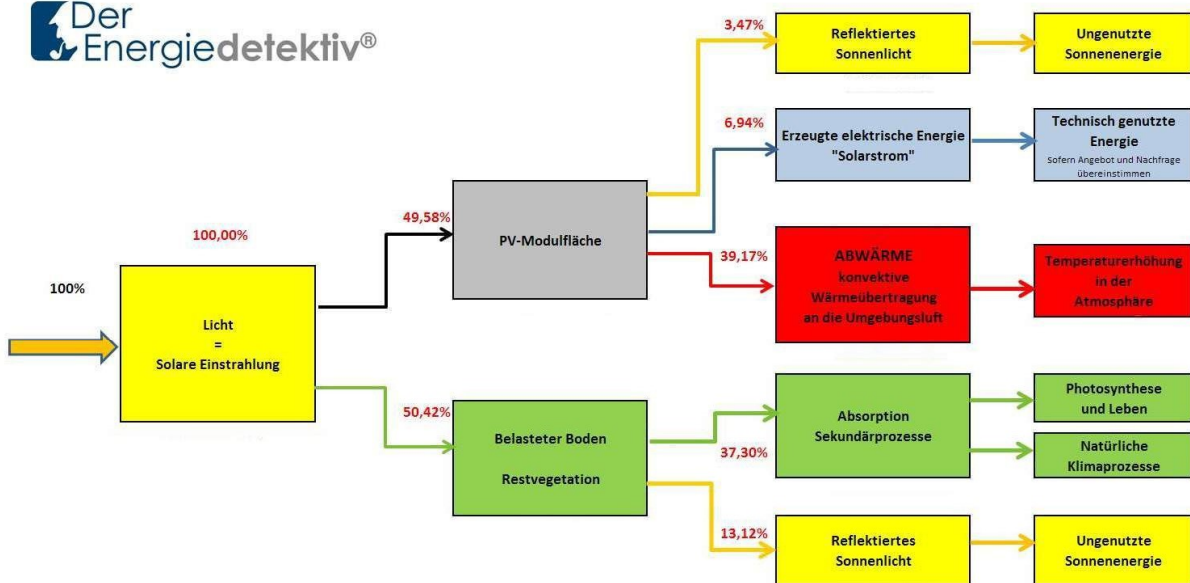 Der
Energiedetektiv®
100%
100,00%
Licht
=
Solare Einstrahlung
49,58%
PV-Modulfläche
50,42%
Belasteter Boden
Restvegetation
3,47%
Reflektiertes
Sonnenlicht
Ungenutzte
Sonnenenergie
6,94%
Erzeugte elektrische Energie
"Solarstrom"
Technisch genutzte
Energie
Sofern Angebot und Nachfrage
übereinstimmen
39,17%
ABWÄRME
konvektive
Wärmeübertragung
an die Umgebungsluft
Temperaturerhöhung
in der
Atmosphäre
37,30%
Absorption
Sekundärprozesse
Photosynthese
und Leben
Natürliche
Klimaprozesse
13,12%
Reflektiertes
Sonnenlicht
Ungenutzte
Sonnenenergie